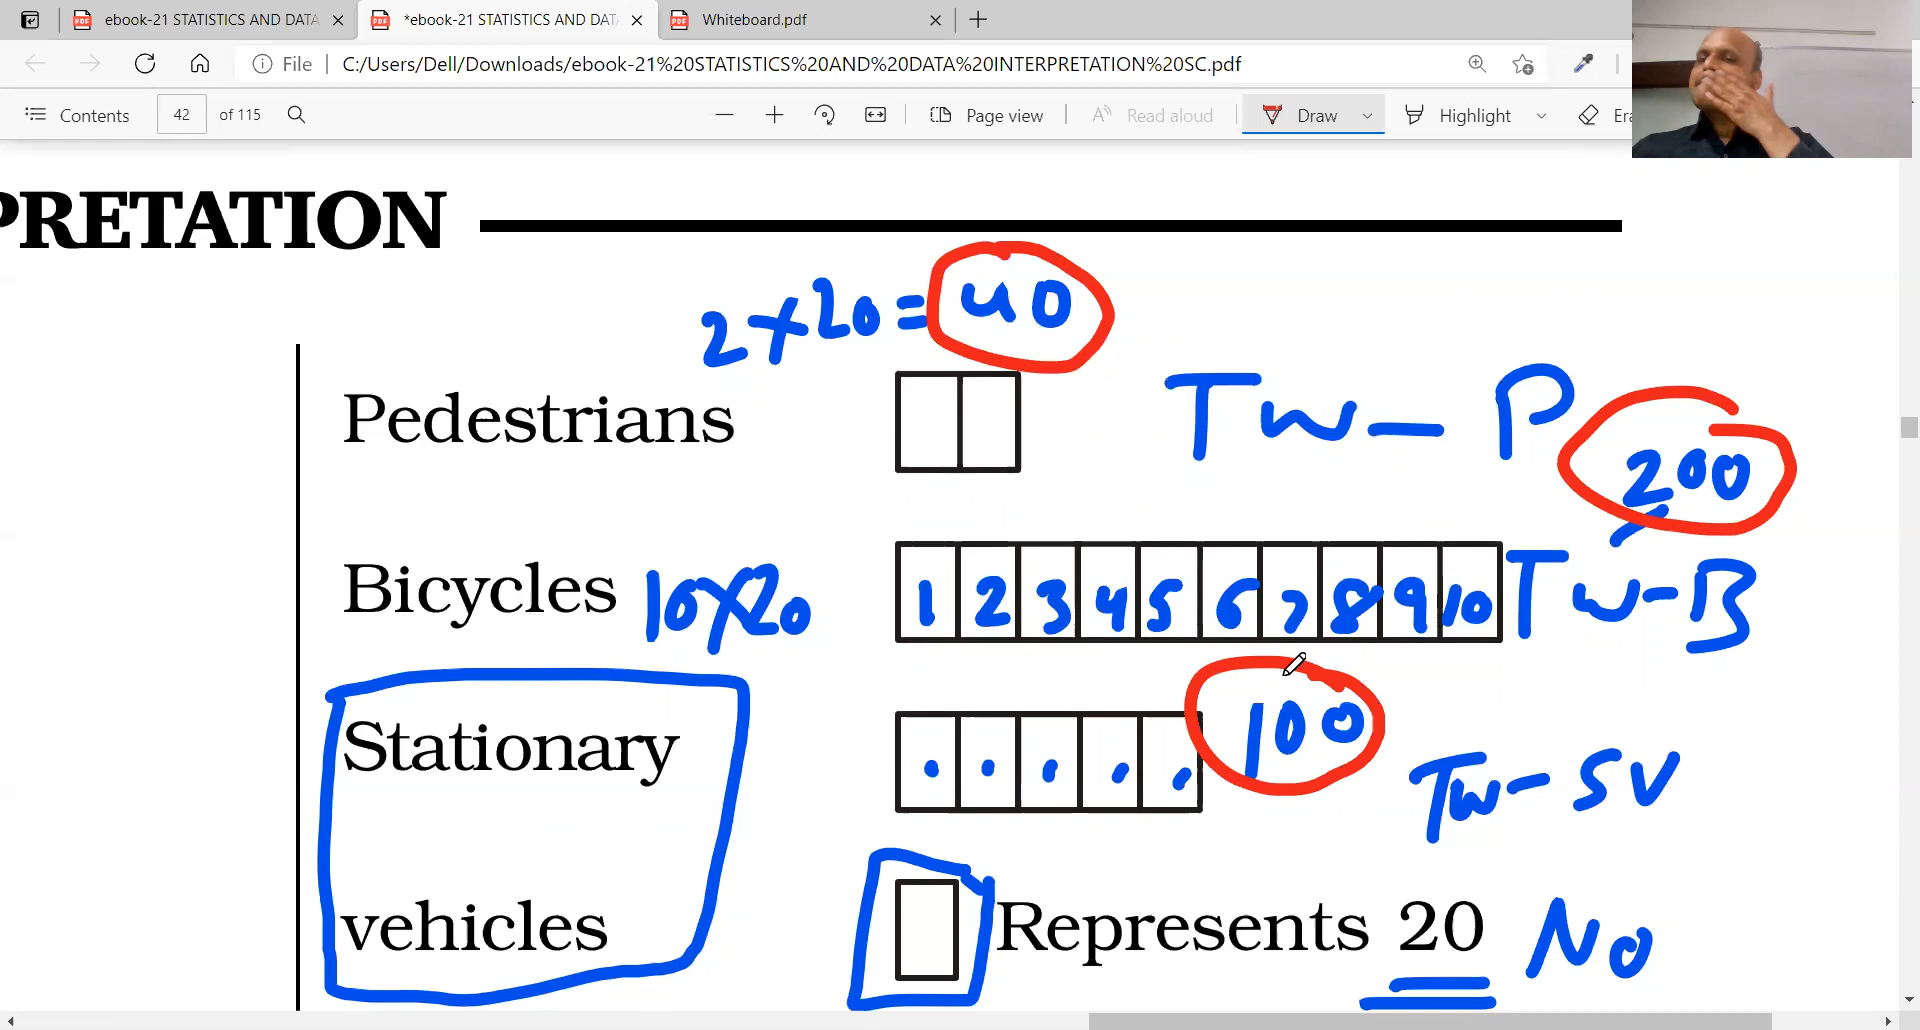 ebook-21 STATISTICS AND DATA
*ebook-21 STATISTICS AND DAT
Whiteboard.pdf
File
C:/Users/Dell/Downloads/ebook-21%20STATISTICS%20AND%20DATA%20INTERPRETATION%20SC.pdf
Contents
42 of 115
Page view
Read aloud
Draw
Highlight
Era
PRETATION
2 x 20 = 40
Pedestrians
Tw - P
200
Bicycles
10 x 20
1 2 3 4 5 6 7 8 9 10
Tw - B
Stationary
100
Tw - SV
vehicles
Represents 20
No